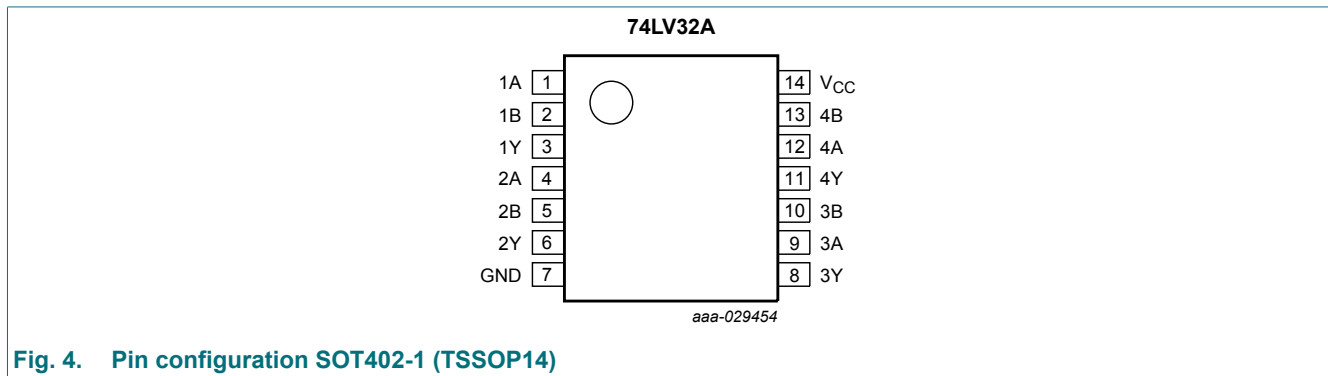 74LV32A
1A 1 14 VCC
1B 2 13 4B
1Y 3 12 4A
2A 4 11 4Y
2B 5 10 3B
2Y 6 9 3A
GND 7 8 3Y
aaa-029454
Fig. 4. Pin configuration SOT402-1 (TSSOP14)